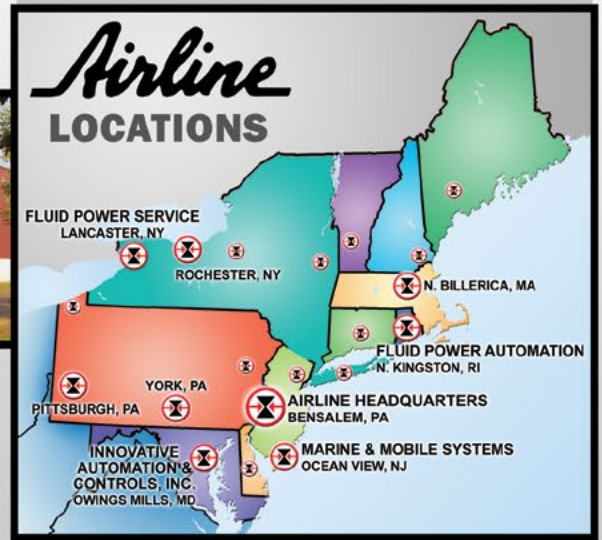 Airline
LOCATIONS
FLUID POWER SERVICE
LANCASTER, NY
ROCHESTER, NY
N. BILLERICA, MA
FLUID POWER AUTOMATION
N. KINGSTON, RI
PITTSBURGH, PA
YORK, PA
AIRLINE HEADQUARTERS
BENSALEM, PA
INNOVATIVE
AUTOMATION &
CONTROLS, INC.
OWINGS MILLS, MD
MARINE & MOBILE SYSTEMS
OCEAN VIEW, NJ